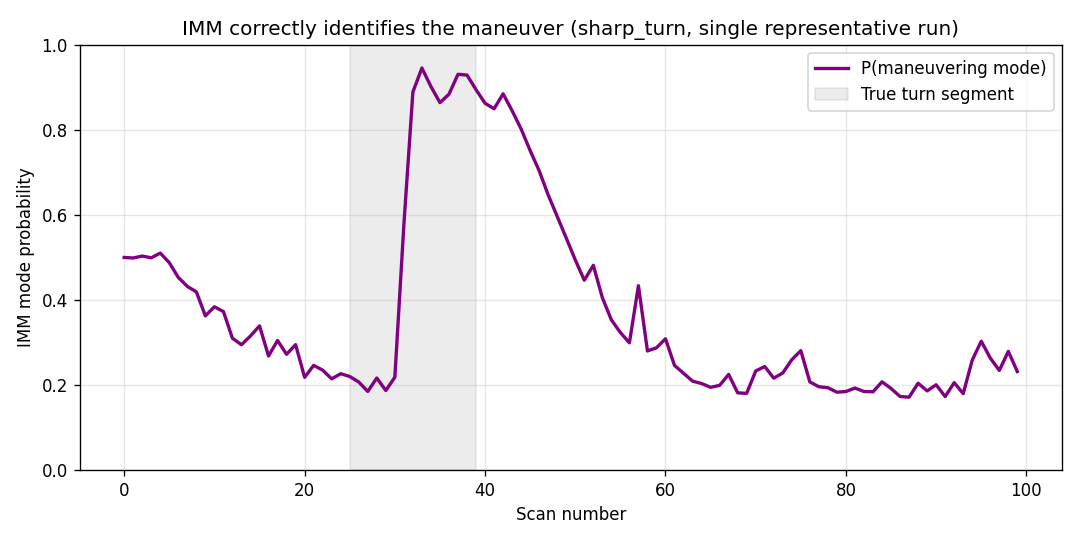 IMM correctly identifies the maneuver (sharp_turn, single representative run)
P(maneuvering mode)
True turn segment
IMM mode probability
1.0
0.8
0.6
0.4
0.2
0.0
0 20 40 60 80 100
Scan number